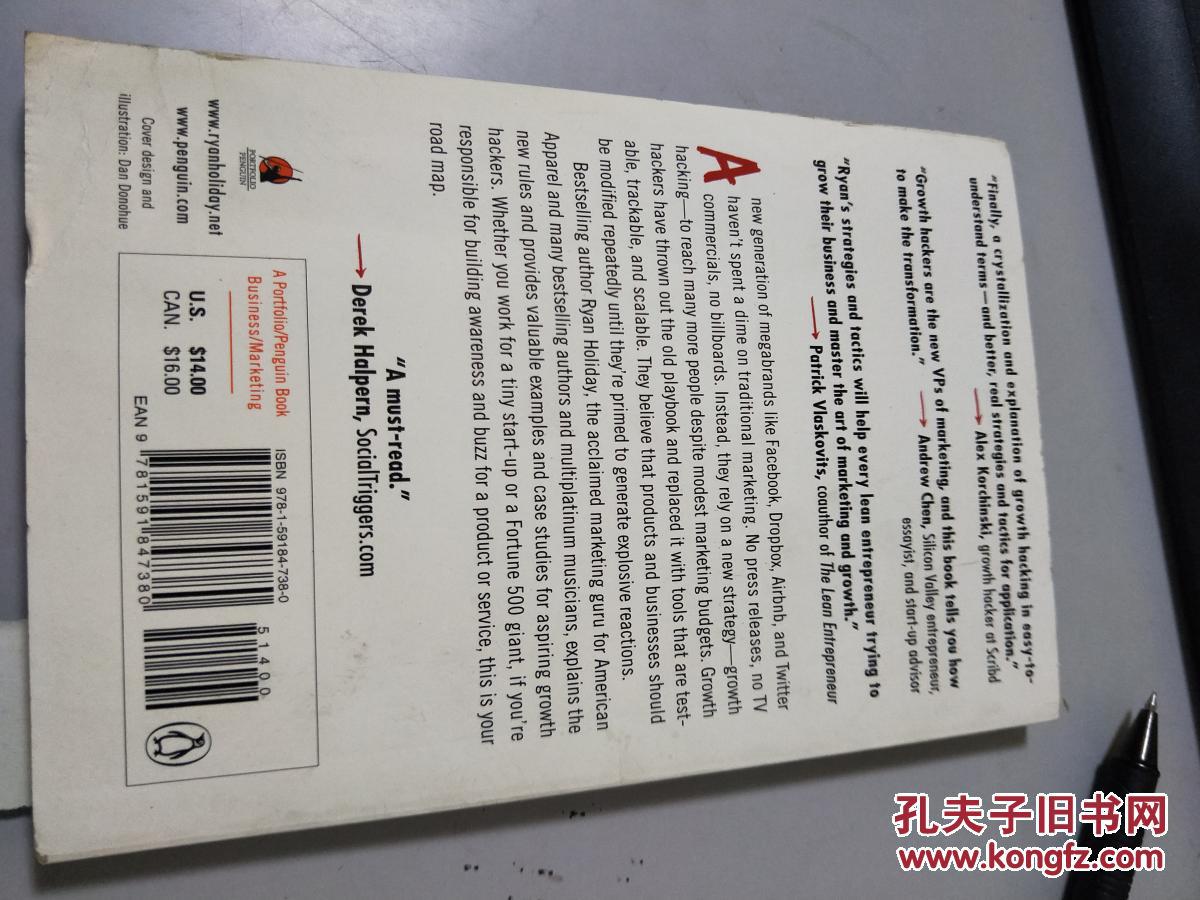 "Finally, a crystallization and explanation of growth hacking in easy-to-
understand terms—and better, real strategies and tactics for application."
→ Alex Korchinski, growth hacker at Scribd
"Growth hackers are the new VPs of marketing, and this book tells you how
to make the transformation." → Andrew Chen, Silicon Valley entrepreneur,
essayist, and start-up advisor
"Ryan's strategies and tactics will help every lean entrepreneur trying to
grow their business and master the art of marketing and growth."
→ Patrick Vlaskovits, coauthor of The Lean Entrepreneur
A new generation of megabrands like Facebook, Dropbox, Airbnb, and Twitter
haven't spent a dime on traditional marketing. No press releases, no TV
commercials, no billboards. Instead, they rely on a new strategy—growth
hacking—to reach many more people despite modest marketing budgets. Growth
hackers have thrown out the old playbook and replaced it with tools that are test-
able, trackable, and scalable. They believe that products and businesses should
be modified repeatedly until they're primed to generate explosive reactions.
Bestselling author Ryan Holiday, the acclaimed marketing guru for American
Apparel and many bestselling authors and multiplatinum musicians, explains the
new rules and provides valuable examples and case studies for aspiring growth
hackers. Whether you work for a tiny start-up or a Fortune 500 giant, if you're
responsible for building awareness and buzz for a product or service, this is your
road map.
"A must-read."
→ Derek Halpern, SocialTriggers.com
PORTFOLIO
PENGUIN
www.ryanholiday.net
www.penguin.com
Cover design and
illustration: Dan Donohue
A Portfolio/Penguin Book
Business/Marketing
U.S. $14.00
CAN. $16.00
ISBN 978-1-59184-738-0
51400
EAN 9 781591 847380
孔夫子旧书网
www.kongfz.com